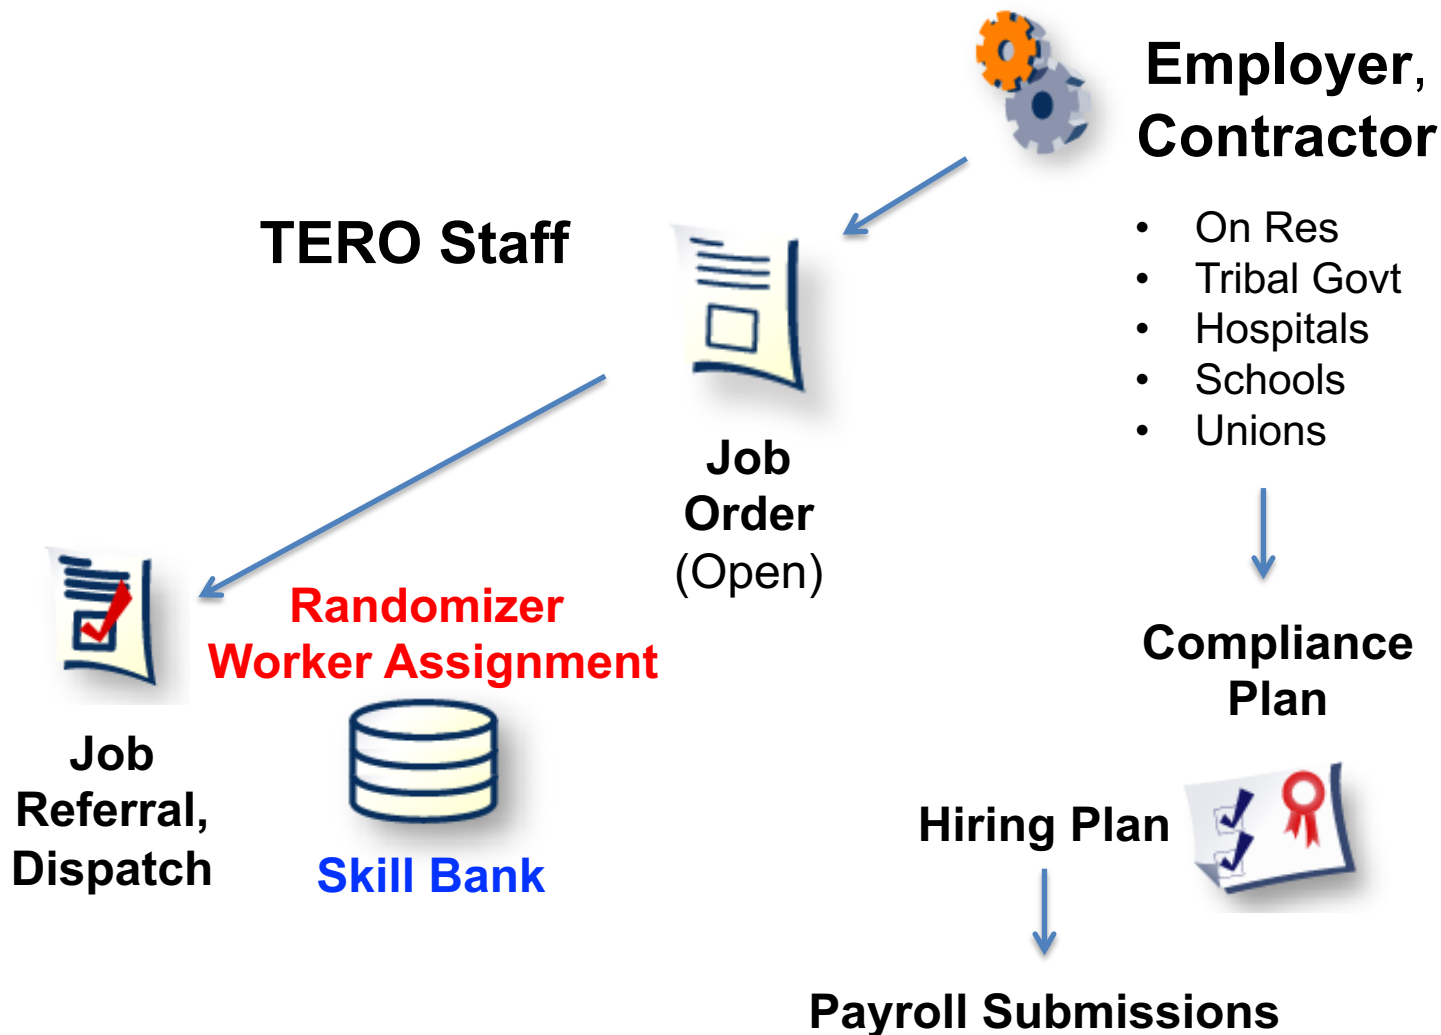 Employer,
Contractor
• On Res
• Tribal Govt
• Hospitals
• Schools
• Unions
TERO Staff
Job
Order
(Open)
Randomizer
Worker Assignment
Job
Referral,
Dispatch
Skill Bank
Compliance
Plan
Hiring Plan
Payroll Submissions